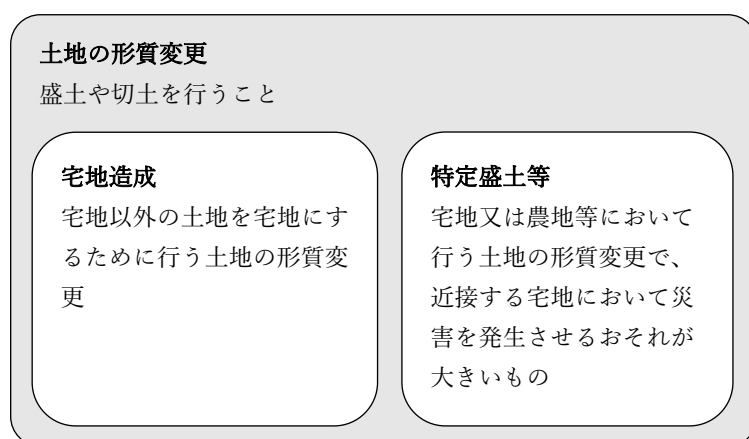 土地の形質変更
盛土や切土を行うこと
宅地造成
宅地以外の土地を宅地にす
るために行う土地の形質変
更
特定盛土等
宅地又は農地等において
行う土地の形質変更で、
近接する宅地において災
害を発生させるおそれが
大きいもの